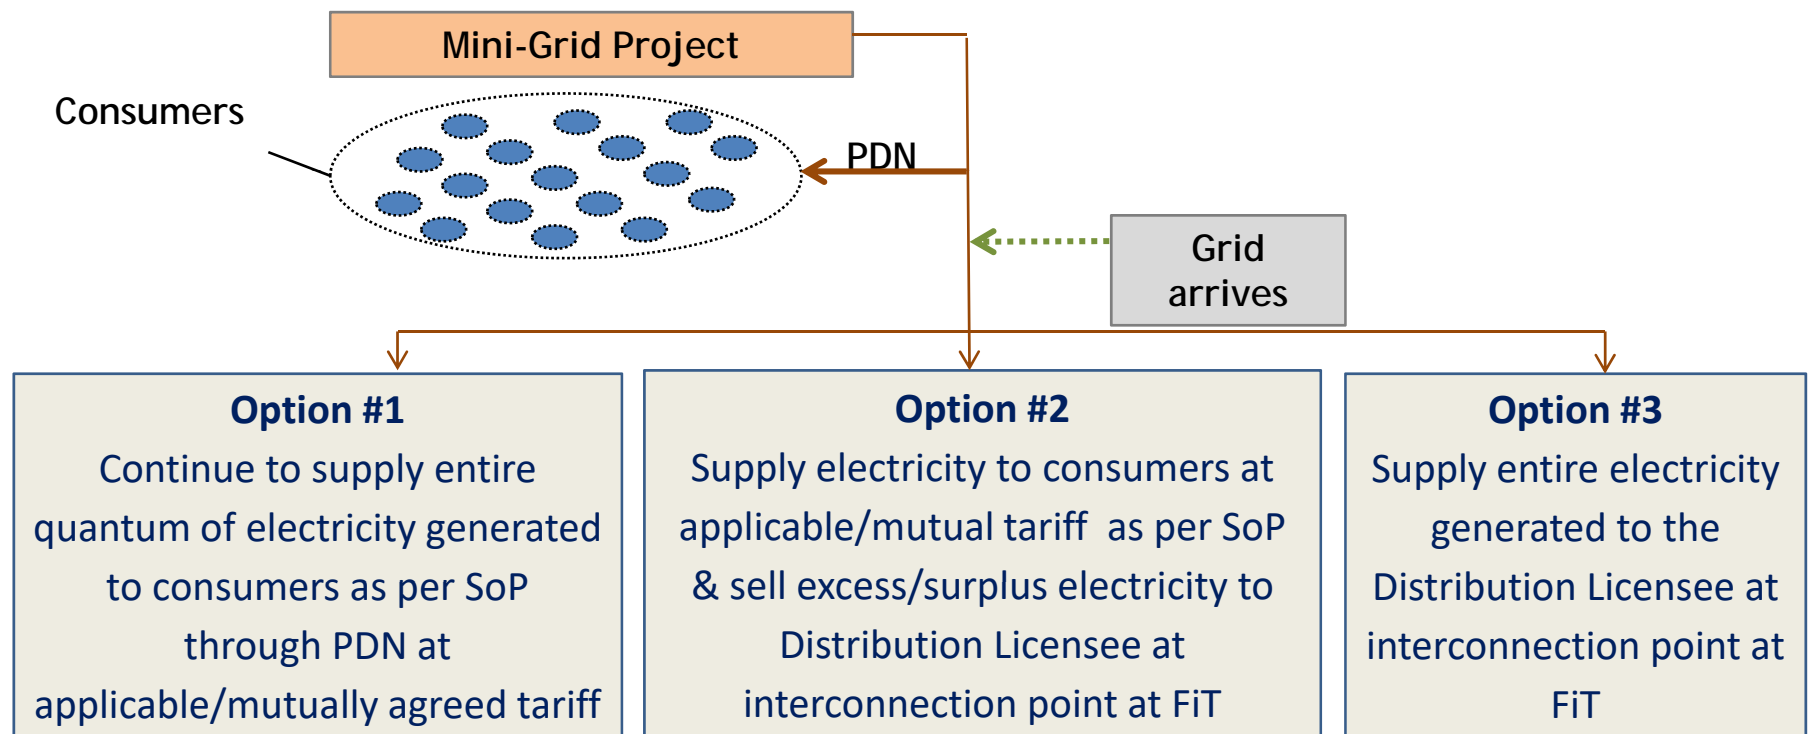 Mini-Grid Project
Consumers
PDN
Grid
arrives
Option #1
Continue to supply entire
quantum of electricity generated
to consumers as per SoP
through PDN at
applicable/mutually agreed tariff
Option #2
Supply electricity to consumers at
applicable/mutual tariff as per SoP
& sell excess/surplus electricity to
Distribution Licensee at
interconnection point at FiT
Option #3
Supply entire electricity
generated to the
Distribution Licensee at
interconnection point at
FiT